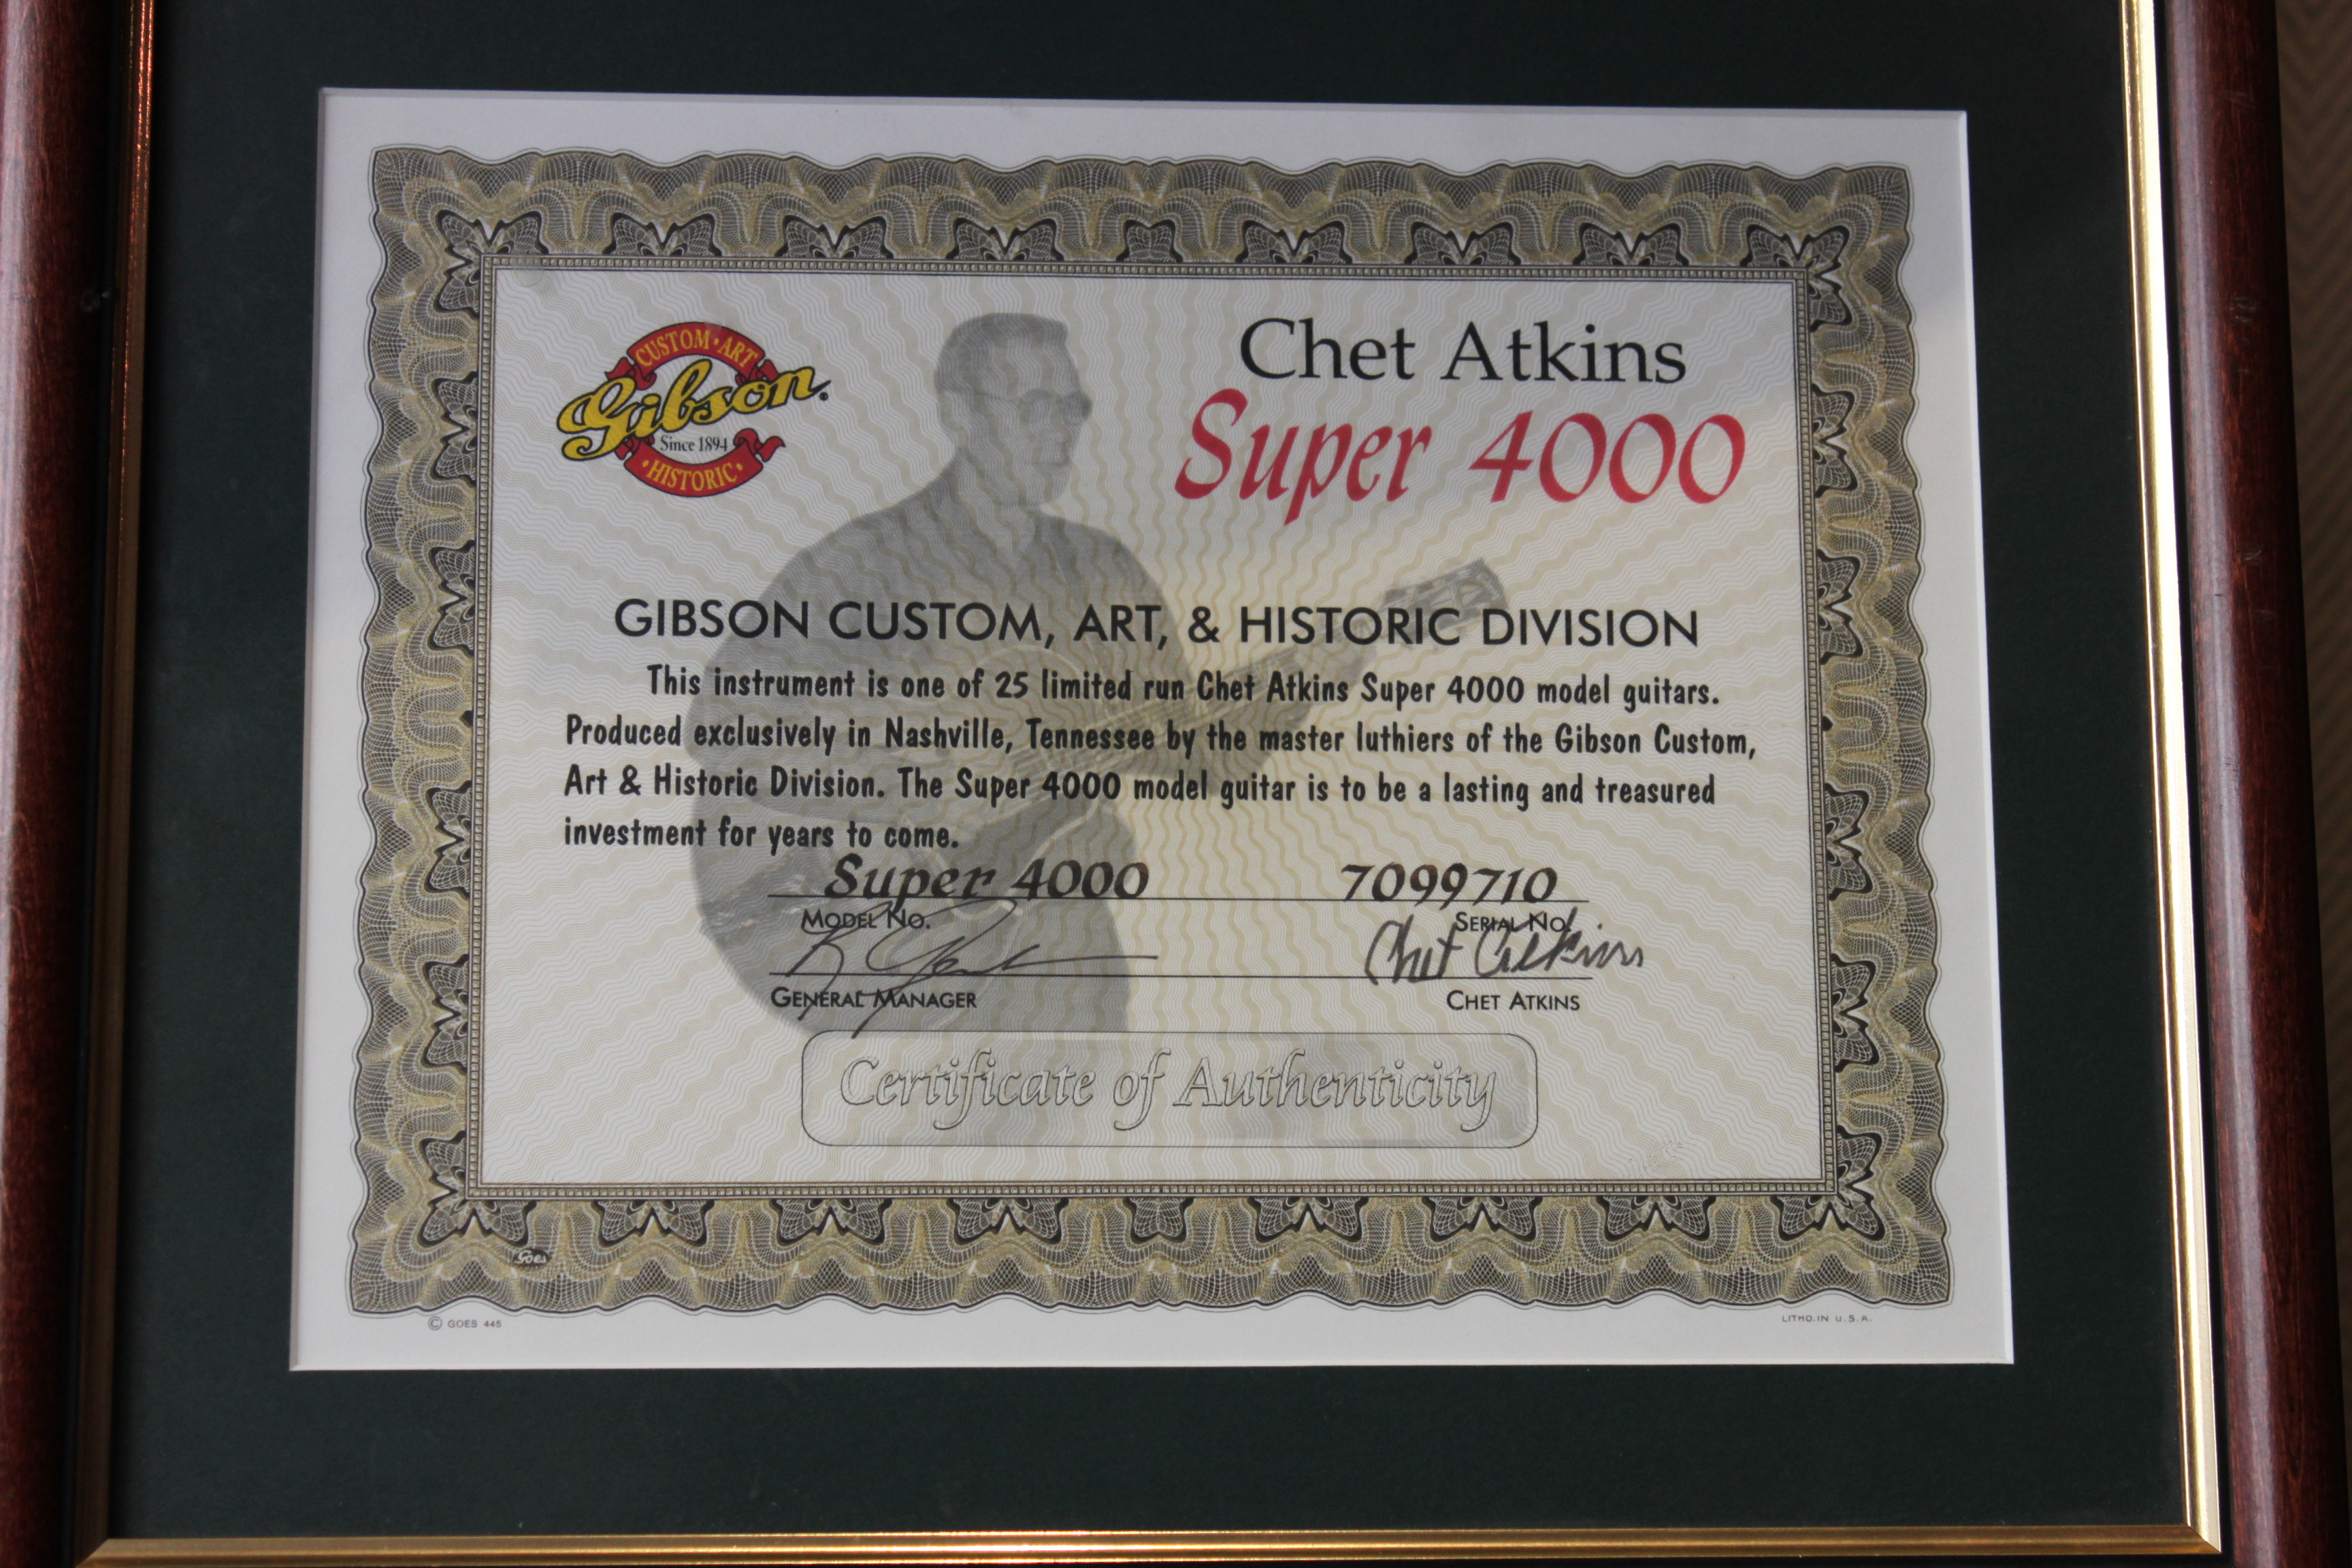 CUSTOM • ART
Gibson®
Since 1894
• HISTORIC •
Chet Atkins
Super 4000
GIBSON CUSTOM, ART, & HISTORIC DIVISION
This instrument is one of 25 limited run Chet Atkins Super 4000 model guitars.
Produced exclusively in Nashville, Tennessee by the master luthiers of the Gibson Custom,
Art & Historic Division. The Super 4000 model guitar is to be a lasting and treasured
investment for years to come.
Super 4000 7099710
MODEL NO. SERIAL NO.
Chet Atkins
GENERAL MANAGER CHET ATKINS
Certificate of Authenticity
Goes
© GOES 445 LITHO. IN U. S. A.